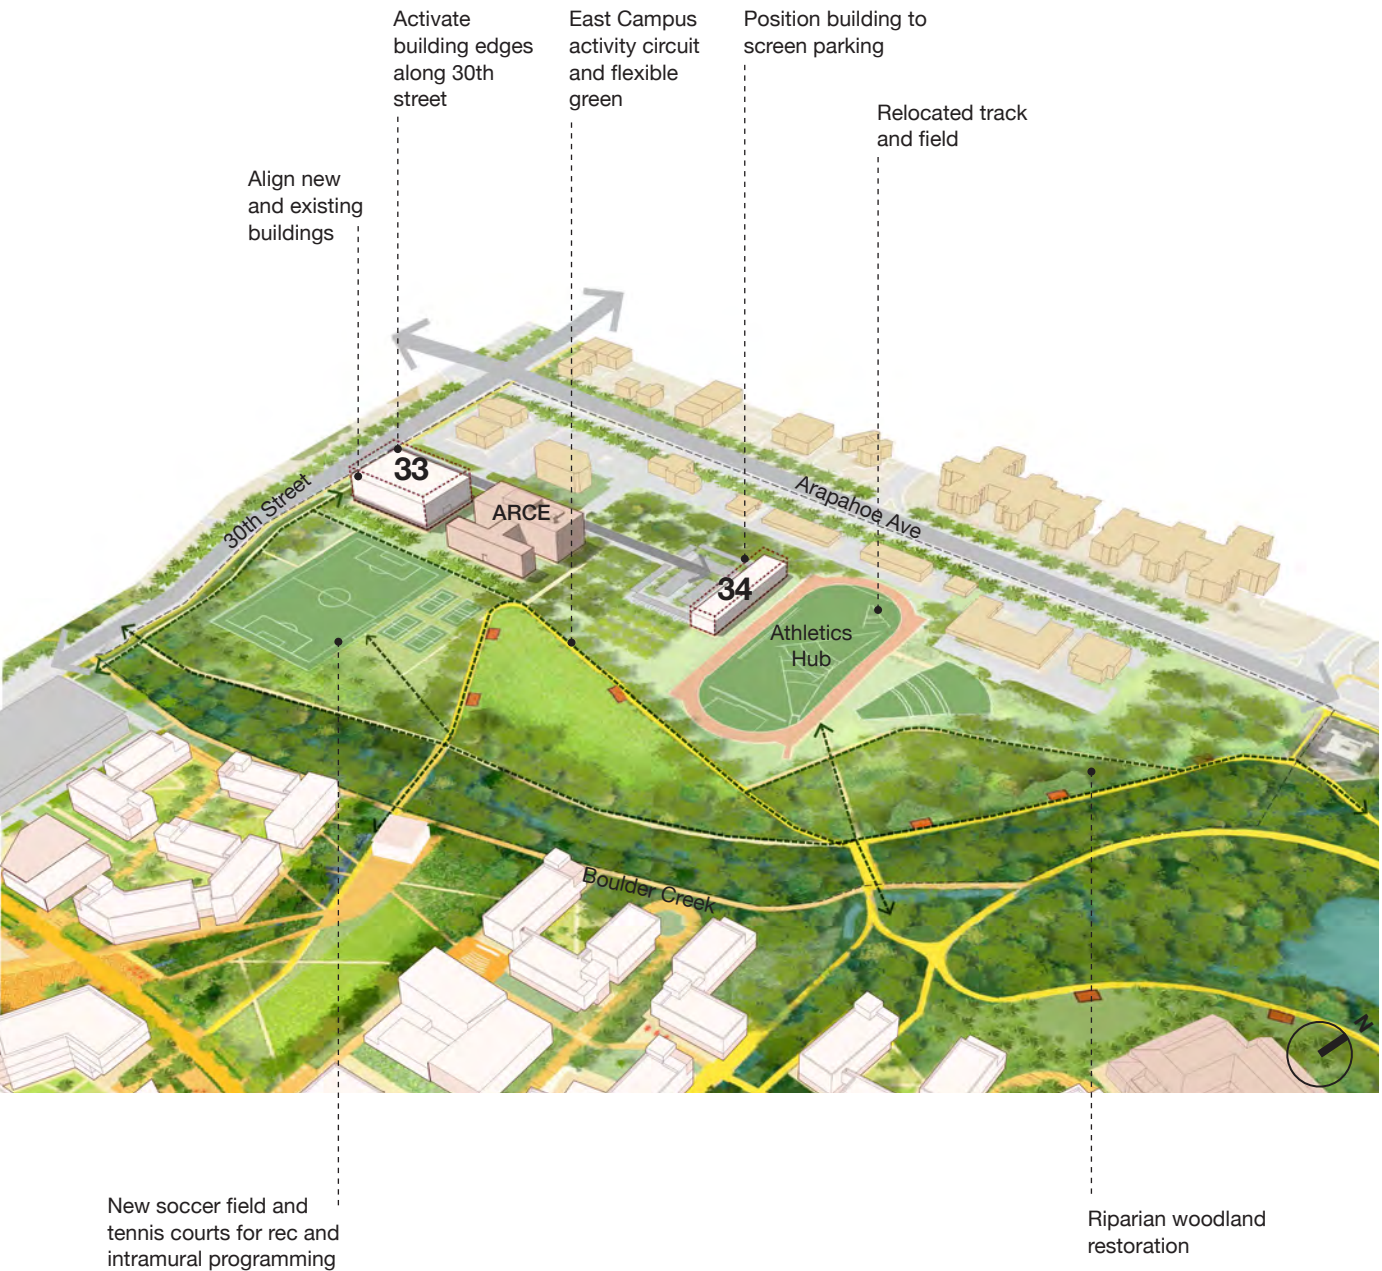 Activate
building edges
along 30th
street
East Campus
activity circuit
and flexible
green
Position building to
screen parking
Relocated track
and field
Align new
and existing
buildings
33
30th Street
ARCE
Arapahoe Ave
34
Athletics
Hub
Boulder Creek
N
New soccer field and
tennis courts for rec and
intramural programming
Riparian woodland
restoration